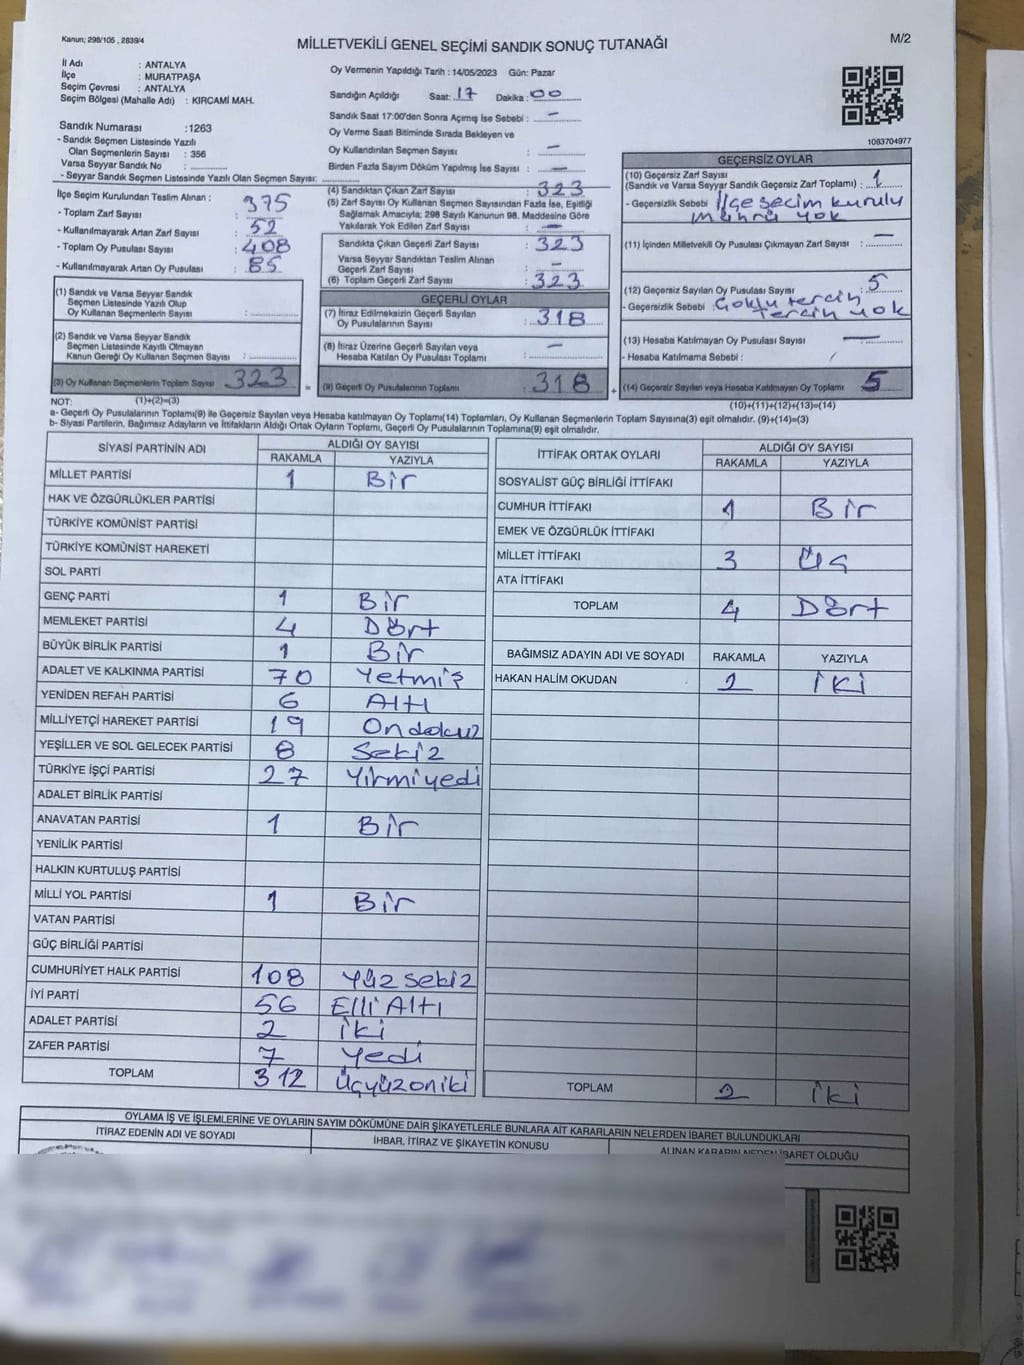 Kanun; 298/105 , 2839/4
MİLLETVEKİLİ GENEL SEÇİMİ SANDIK SONUÇ TUTANAĞI
M/2
İl Adı : ANTALYA
İlçe : MURATPAŞA
Seçim Çevresi : ANTALYA
Seçim Bölgesi (Mahalle Adı) : KIRCAMİ MAH.
Sandık Numarası :1263
- Sandık Seçmen Listesinde Yazılı
Olan Seçmenlerin Sayısı : 356
Varsa Seyyar Sandık No :
- Seyyar Sandık Seçmen Listesinde Yazılı Olan Seçmen Sayısı:
Oy Vermenin Yapıldığı Tarih : 14/05/2023 Gün: Pazar
Sandığın Açıldığı Saat: 17 Dakika : 00
Sandık Saat 17:00'den Sonra Açımış İse Sebebi : -
Oy Verme Saati Bitiminde Sırada Bekleyen ve
Oy Kullandırılan Seçmen Sayısı : -
Birden Fazla Sayım Döküm Yapılmış İse Sayısı : -
1083704977
İlçe Seçim Kurulundan Teslim Alınan :
- Toplam Zarf Sayısı : 375
- Kullanılmayarak Artan Zarf Sayısı : 52
- Toplam Oy Pusulası Sayısı : 408
- Kullanılmayarak Artan Oy Pusulası : 85
(1) Sandık ve Varsa Seyyar Sandık
Seçmen Listesinde Yazılı Olup
Oy Kullanan Seçmenlerin Sayısı :
(2) Sandık ve Varsa Seyyar Sandık
Seçmen Listesinde Kayıtlı Olmayan
Kanun Gereği Oy Kullanan Seçmen Sayısı :
(3) Oy Kullanan Seçmenlerin Toplam Sayısı 323 =
(4) Sandıktan Çıkan Zarf Sayısı : 323
(5) Zarf Sayısı Oy Kullanan Seçmen Sayısından Fazla İse, Eşitliği
Sağlamak Amacıyla; 298 Sayılı Kanunun 98. Maddesine Göre
Yakılarak Yok Edilen Zarf Sayısı : -
Sandıkta Çıkan Geçerli Zarf Sayısı : 323
Varsa Seyyar Sandıktan Teslim Alınan
Geçerli Zarf Sayısı : -
(6) Toplam Geçerli Zarf Sayısı : 323
GEÇERLİ OYLAR
(7) İtiraz Edilmeksizin Geçerli Sayılan
Oy Pusulalarının Sayısı : 318
(8) İtiraz Üzerine Geçerli Sayılan veya
Hesaba Katılan Oy Pusulası Toplamı : -
(9) Geçerli Oy Pusulalarının Toplamı : 318 +
GEÇERSİZ OYLAR
(10) Geçersiz Zarf Sayısı
(Sandık ve Varsa Seyyar Sandık Geçersiz Zarf Toplamı) : 1
- Geçersizlik Sebebi : İlçe Seçim kurulu
mührü yok
(11) İçinden Milletvekili Oy Pusulası Çıkmayan Zarf Sayısı : -
(12) Geçersiz Sayılan Oy Pusulası Sayısı : 5
- Geçersizlik Sebebi : Çoklu tercih
tercih yok
(13) Hesaba Katılmayan Oy Pusulası Sayısı : -
- Hesaba Katılmama Sebebi :
(14) Geçersiz Sayılan veya Hesaba Katılmayan Oy Toplamı : 5
NOT: (1)+(2)=(3)
(10)+(11)+(12)+(13)=(14)
a- Geçerli Oy Pusulalarının Toplamı(9) ile Geçersiz Sayılan veya Hesaba katılmayan Oy Toplamı(14) Toplamları, Oy Kullanan Seçmenlerin Toplam Sayısına(3) eşit olmalıdır. (9)+(14)=(3)
b- Siyasi Partilerin, Bağımsız Adayların ve İttifakların Aldığı Ortak Oyların Toplamı, Geçerli Oy Pusulalarının Toplamına(9) eşit olmalıdır.
SİYASİ PARTİNİN ADI ALDIĞI OY SAYISI
RAKAMLA YAZIYLA
MİLLET PARTİSİ 1 Bir
HAK VE ÖZGÜRLÜKLER PARTİSİ
TÜRKİYE KOMÜNİST PARTİSİ
TÜRKİYE KOMÜNİST HAREKETİ
SOL PARTİ
GENÇ PARTİ 1 Bir
MEMLEKET PARTİSİ 4 Dört
BÜYÜK BİRLİK PARTİSİ 1 Bir
ADALET VE KALKINMA PARTİSİ 70 Yetmiş
YENİDEN REFAH PARTİSİ 6 Altı
MİLLİYETÇİ HAREKET PARTİSİ 19 Ondokuz
YEŞİLLER VE SOL GELECEK PARTİSİ 8 Sekiz
TÜRKİYE İŞÇİ PARTİSİ 27 Yirmiyedi
ADALET BİRLİK PARTİSİ
ANAVATAN PARTİSİ 1 Bir
YENİLİK PARTİSİ
HALKIN KURTULUŞ PARTİSİ
MİLLİ YOL PARTİSİ 1 Bir
VATAN PARTİSİ
GÜÇ BİRLİĞİ PARTİSİ
CUMHURİYET HALK PARTİSİ 108 Yüz sekiz
İYİ PARTİ 56 Elli Altı
ADALET PARTİSİ 2 İki
ZAFER PARTİSİ 7 Yedi
TOPLAM 312 Üçyüzoniki
İTTİFAK ORTAK OYLARI ALDIĞI OY SAYISI
RAKAMLA YAZIYLA
SOSYALİST GÜÇ BİRLİĞİ İTTİFAKI
CUMHUR İTTİFAKI 1 Bir
EMEK VE ÖZGÜRLÜK İTTİFAKI
MİLLET İTTİFAKI 3 Üç
ATA İTTİFAKI
TOPLAM 4 Dört
BAĞIMSIZ ADAYIN ADI VE SOYADI RAKAMLA YAZIYLA
HAKAN HALİM OKUDAN 2 İki
TOPLAM 2 İki
OYLAMA İŞ VE İŞLEMLERİNE VE OYLARIN SAYIM DÖKÜMÜNE DAİR ŞİKAYETLERLE BUNLARA AİT KARARLARIN NELERDEN İBARET BULUNDUKLARI
İTİRAZ EDENİN ADI VE SOYADI İHBAR, İTİRAZ VE ŞİKAYETİN KONUSU ALINAN KARARIN NEDEN İBARET OLDUĞU